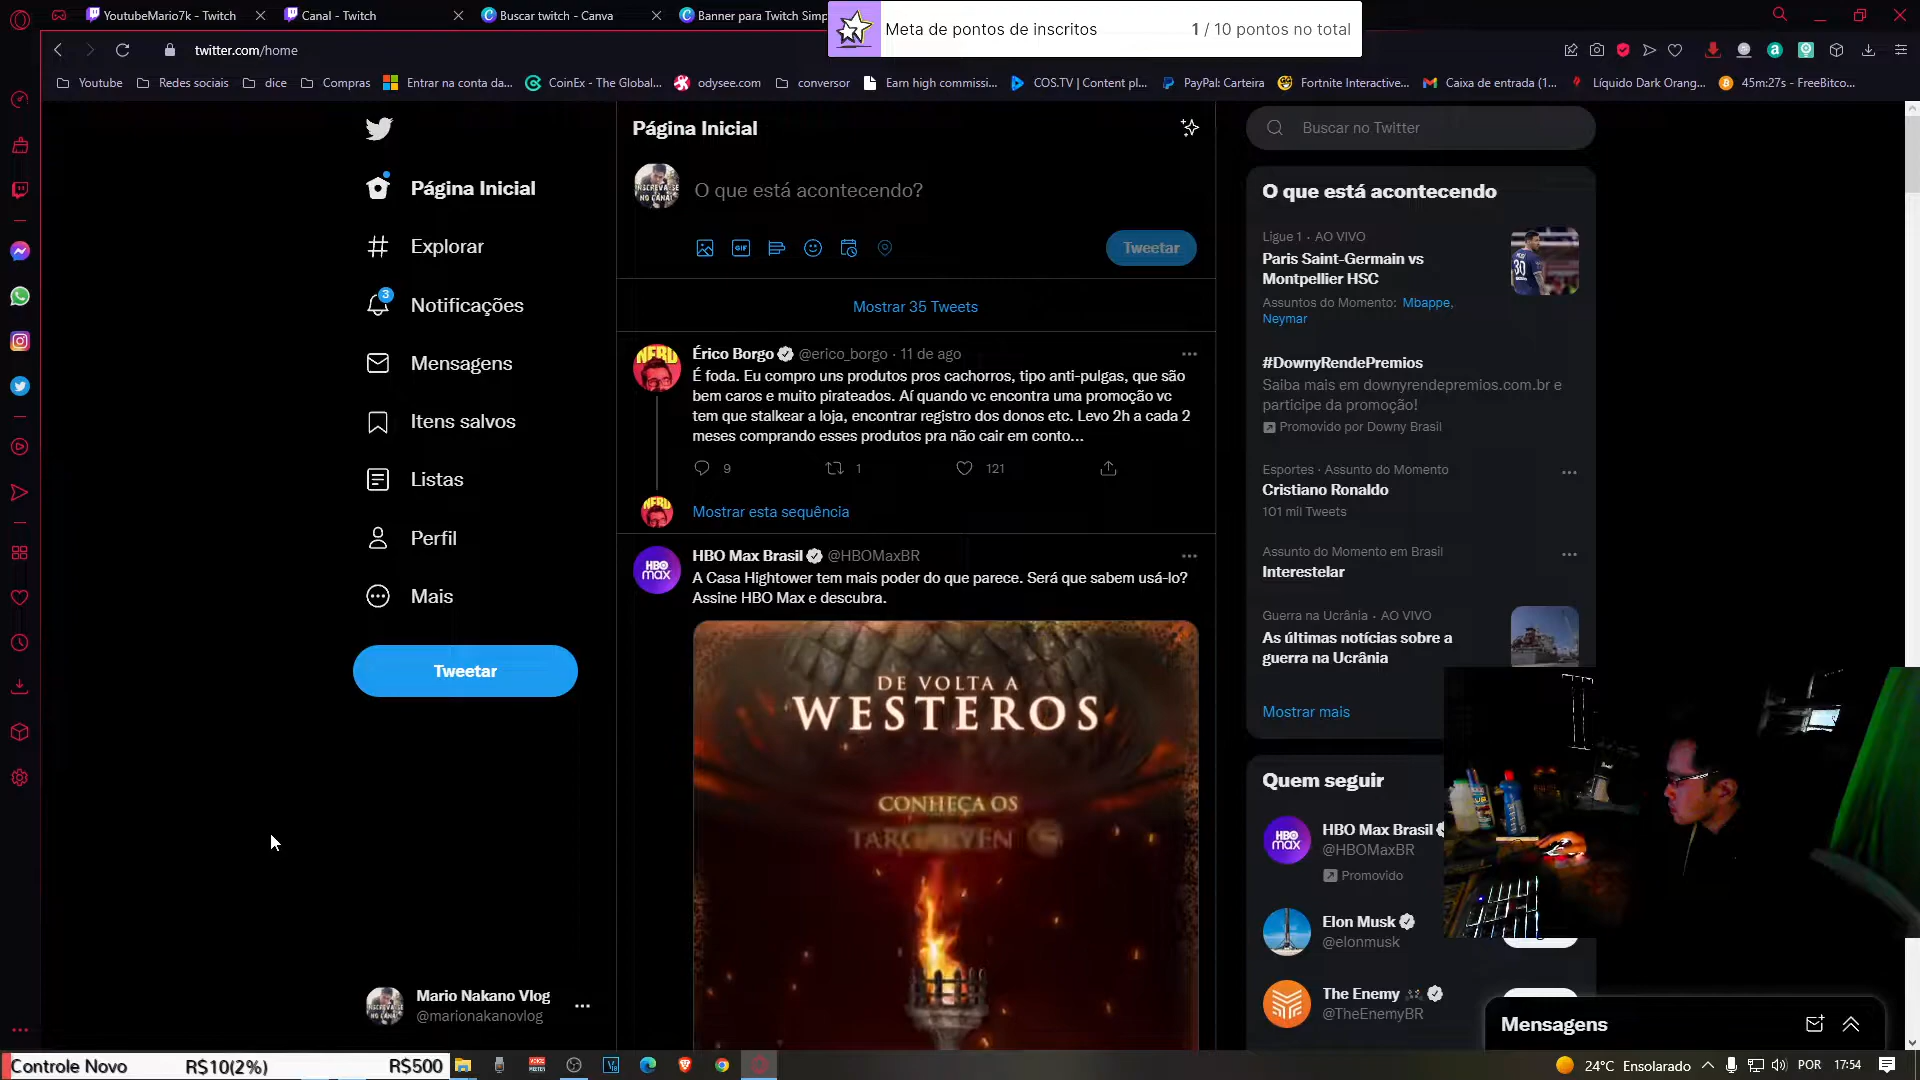 YoutubeMario7k - Twitch
Canal - Twitch
Buscar twitch - Canva
Banner para Twitch Simp
Meta de pontos de inscritos
1 / 10 pontos no total
twitter.com/home
Youtube
Redes sociais
dice
Compras
Entrar na conta da...
CoinEx - The Global...
odysee.com
conversor
Earn high commissi...
COS.TV | Content pl...
PayPal: Carteira
Fortnite Interactive...
Caixa de entrada (1...
Líquido Dark Orang...
45m:27s - FreeBitco...
Página Inicial
Explorar
3
Notificações
Mensagens
Itens salvos
Listas
Perfil
Mais
Tweetar
Mario Nakano Vlog
@marionakanovlog
Página Inicial
INSCREVA-SE
NO CANAL
O que está acontecendo?
GIF
Tweetar
Mostrar 35 Tweets
NERD
Érico Borgo @erico_borgo · 11 de ago
É foda. Eu compro uns produtos pros cachorros, tipo anti-pulgas, que são
bem caros e muito pirateados. Aí quando vc encontra uma promoção vc
tem que stalkear a loja, encontrar registro dos donos etc. Levo 2h a cada 2
meses comprando esses produtos pra não cair em conto...
9
1
121
Mostrar esta sequência
HBO
max
HBO Max Brasil @HBOMaxBR
A Casa Hightower tem mais poder do que parece. Será que sabem usá-lo?
Assine HBO Max e descubra.
DE VOLTA A
WESTEROS
CONHEÇA OS
TARGARYEN
Buscar no Twitter
O que está acontecendo
Ligue 1 · AO VIVO
Paris Saint-Germain vs
Montpellier HSC
30
Assuntos do Momento: Mbappe,
Neymar
#DownyRendePremios
Saiba mais em downyrendepremios.com.br e
participe da promoção!
Promovido por Downy Brasil
Esportes · Assunto do Momento
Cristiano Ronaldo
101 mil Tweets
Assunto do Momento em Brasil
Interestelar
Guerra na Ucrânia · AO VIVO
As últimas notícias sobre a
guerra na Ucrânia
Mostrar mais
Quem seguir
HBO
max
HBO Max Brasil
@HBOMaxBR
Promovido
Elon Musk
@elonmusk
The Enemy
@TheEnemyBR
Mensagens
Controle Novo
R$10(2%)
R$500
24°C Ensolarado
POR
17:54